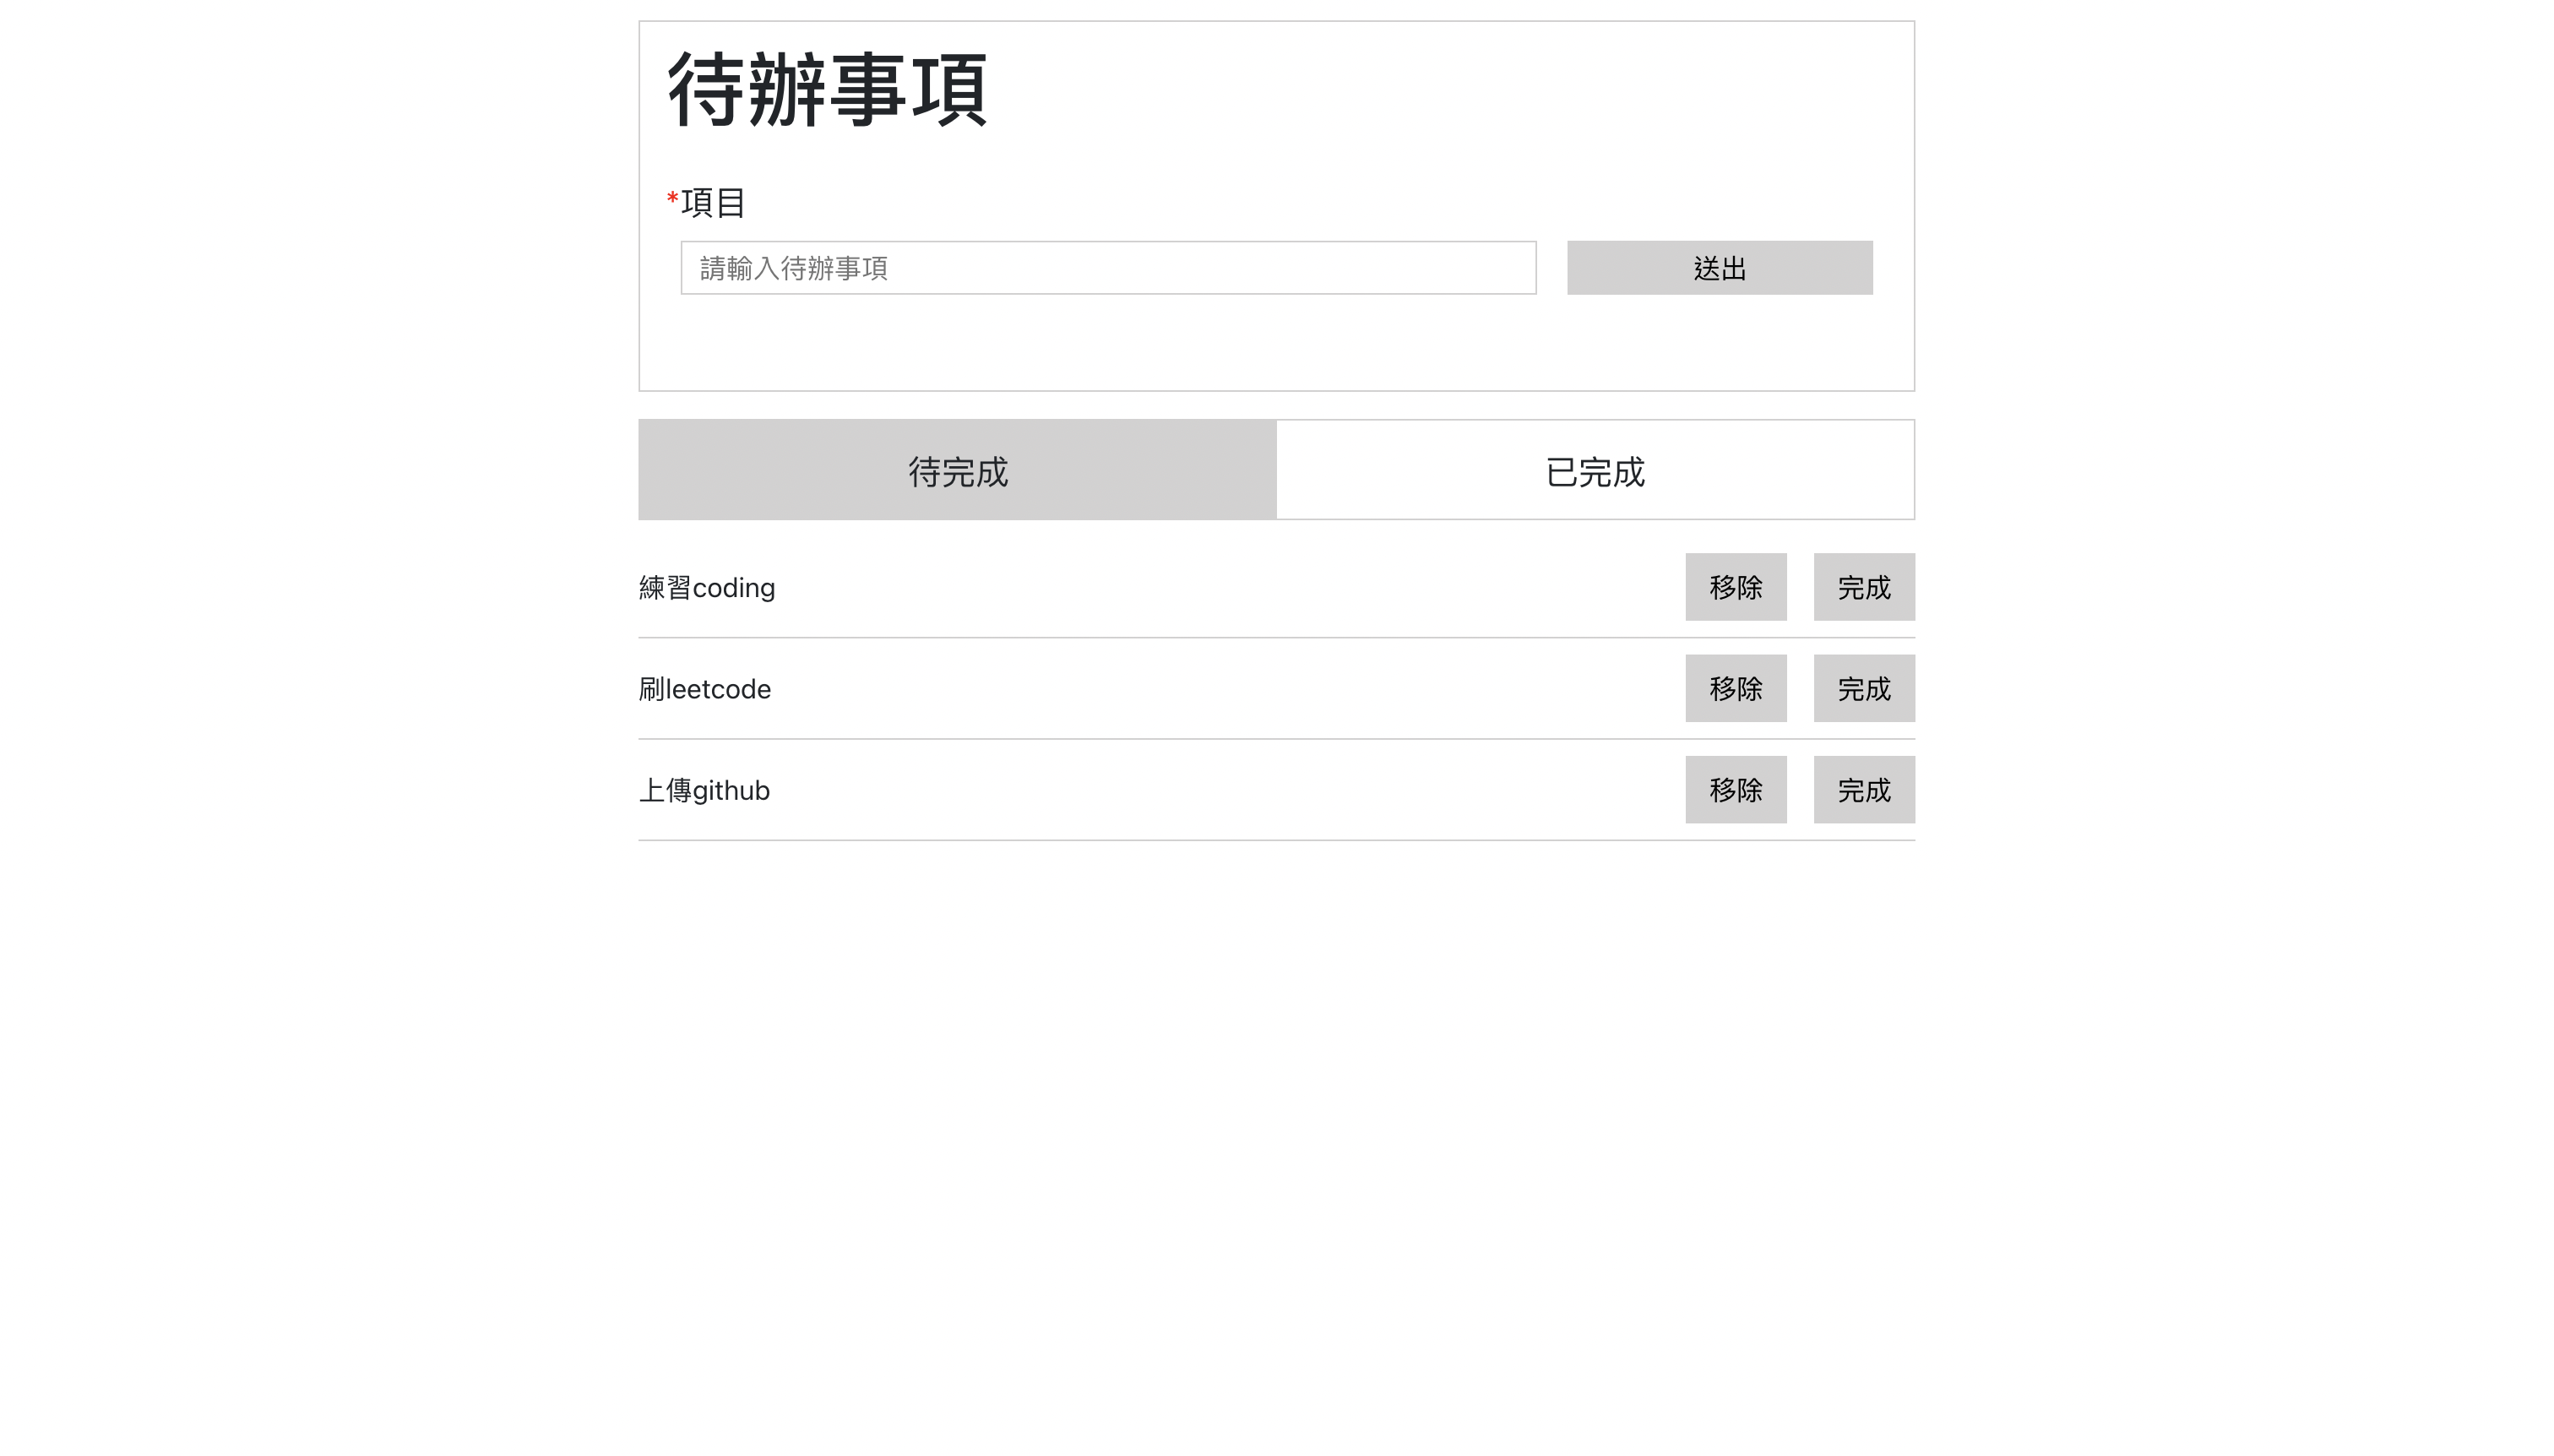 待辦事項
*項目
請輸入待辦事項 送出
待完成 已完成
練習coding 移除 完成
刷leetcode 移除 完成
上傳github 移除 完成